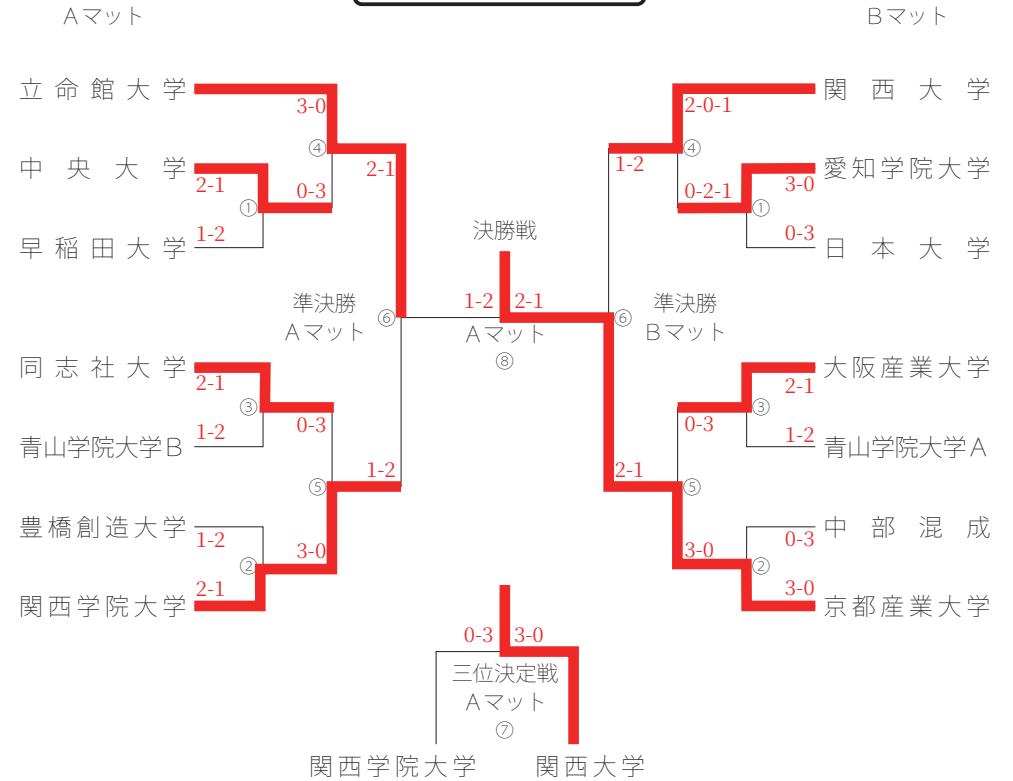 Aマット
Bマット
立命館大学
3-0
④
中央大学
2-1
①
0-3
早稲田大学
1-2
2-1
準決勝
Aマット
⑥
同志社大学
2-1
③
0-3
青山学院大学B
1-2
⑤
1-2
豊橋創造大学
1-2
②
3-0
関西学院大学
2-1
決勝戦
1-2
2-1
Aマット
⑧
関西大学
2-0-1
④
1-2
愛知学院大学
3-0
0-2-1
①
日本大学
0-3
準決勝
Bマット
⑥
大阪産業大学
2-1
③
0-3
青山学院大学A
1-2
2-1
⑤
中部混成
0-3
②
3-0
京都産業大学
3-0
0-3
3-0
三位決定戦
Aマット
⑦
関西学院大学
関西大学